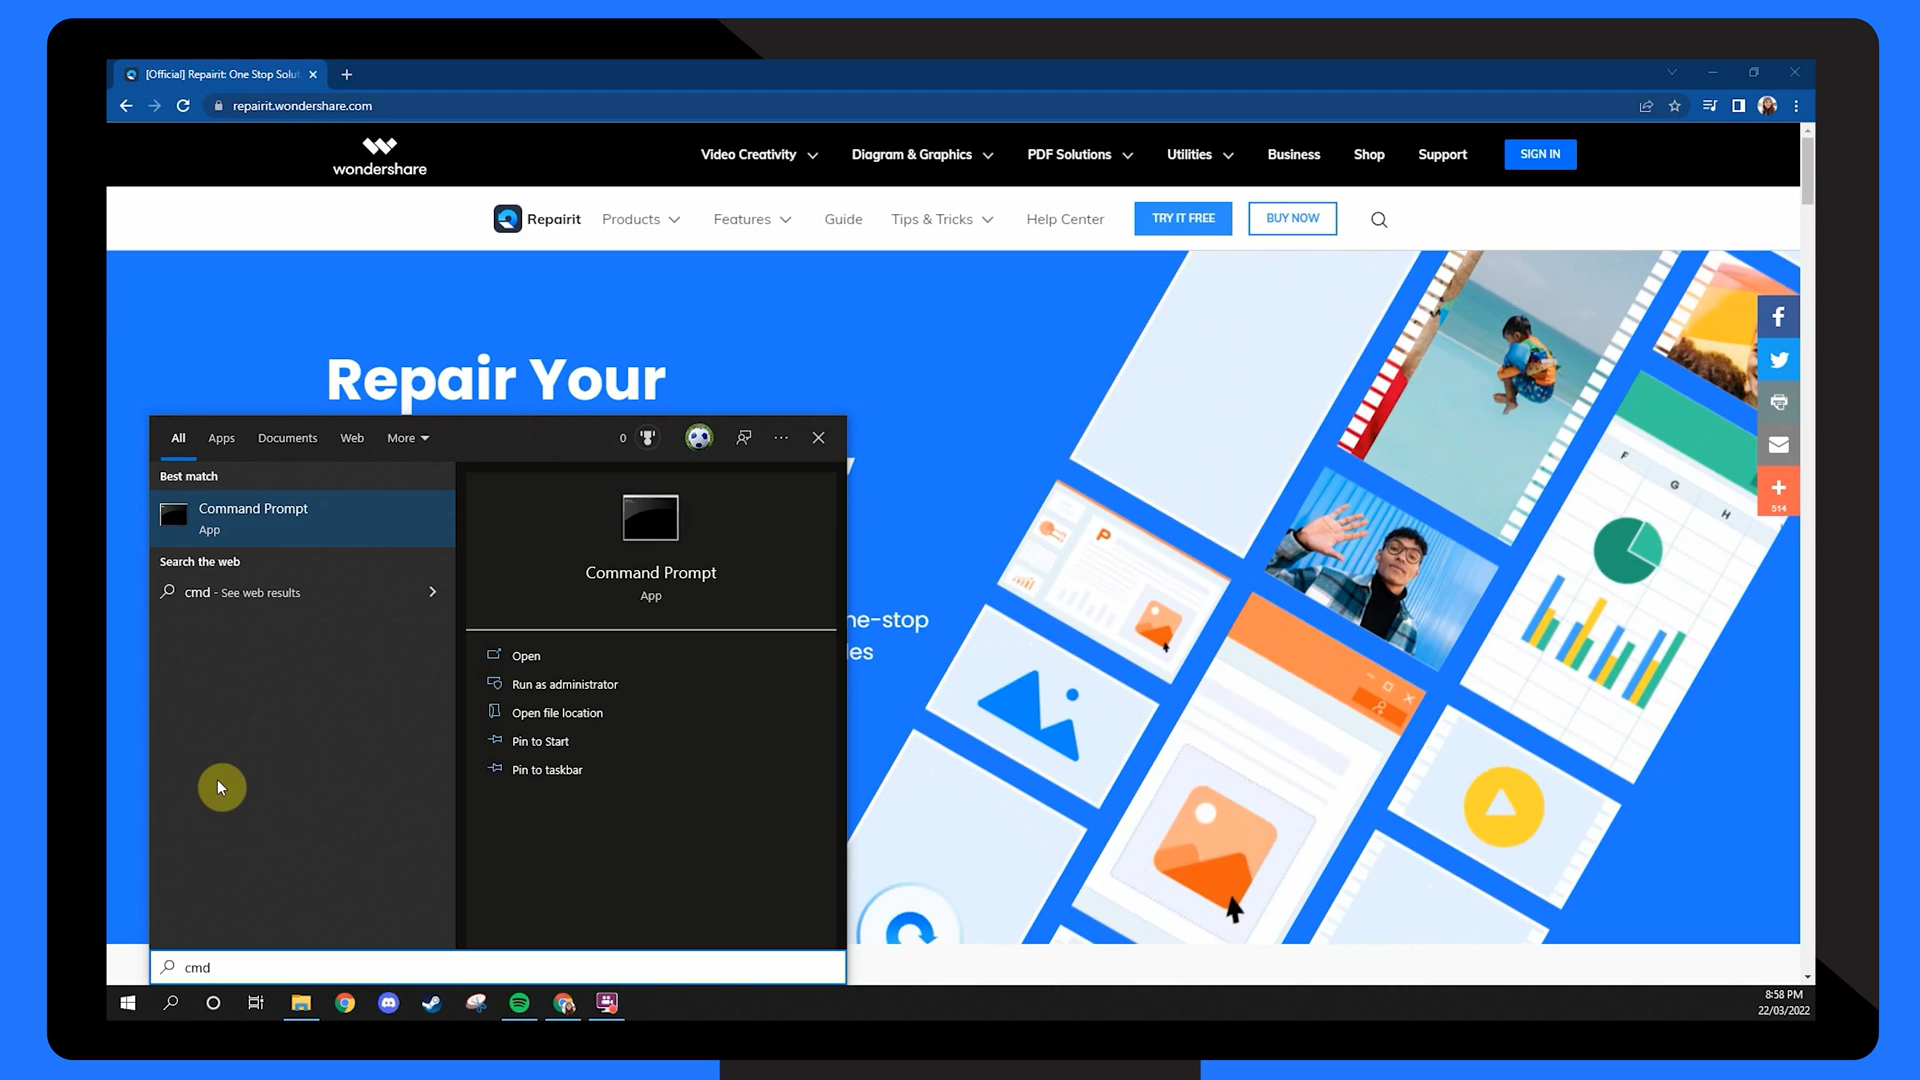 [Official] Repairit: One Stop Solut
repairit.wondershare.com
wondershare
Video Creativity
Diagram & Graphics
PDF Solutions
Utilities
Business
Shop
Support
SIGN IN
Repairit
Products
Features
Guide
Tips & Tricks
Help Center
TRY IT FREE
BUY NOW
Repair Your
ne-stop
les
All
Apps
Documents
Web
More
0
Best match
Command Prompt
App
Search the web
cmd - See web results
Command Prompt
App
Open
Run as administrator
Open file location
Pin to Start
Pin to taskbar
cmd
P
F
G
H
514
8:58 PM
22/03/2022